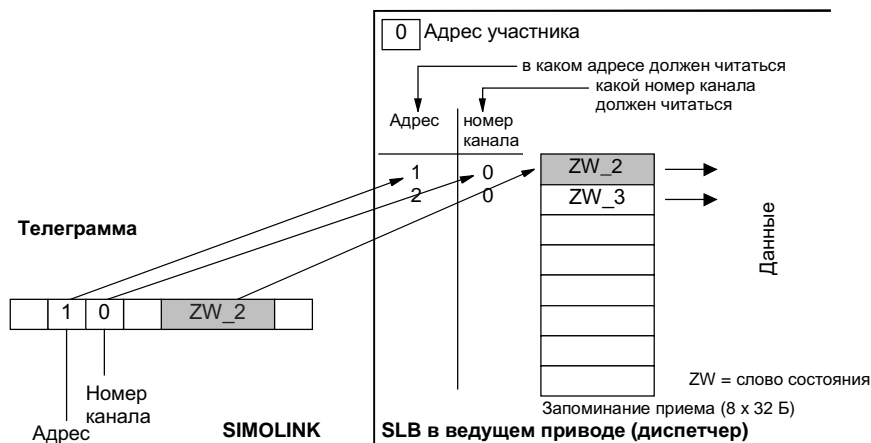 0 Адрес участника
в каком адресе должен читаться
какой номер канала
должен читаться
Адрес
номер
канала
1 0 ZW_2
2 0 ZW_3
Данные
Телеграмма
1 0 ZW_2
Номер
канала
Адрес
SIMOLINK
ZW = слово состояния
Запоминание приема (8 x 32 Б)
SLB в ведущем приводе (диспетчер)